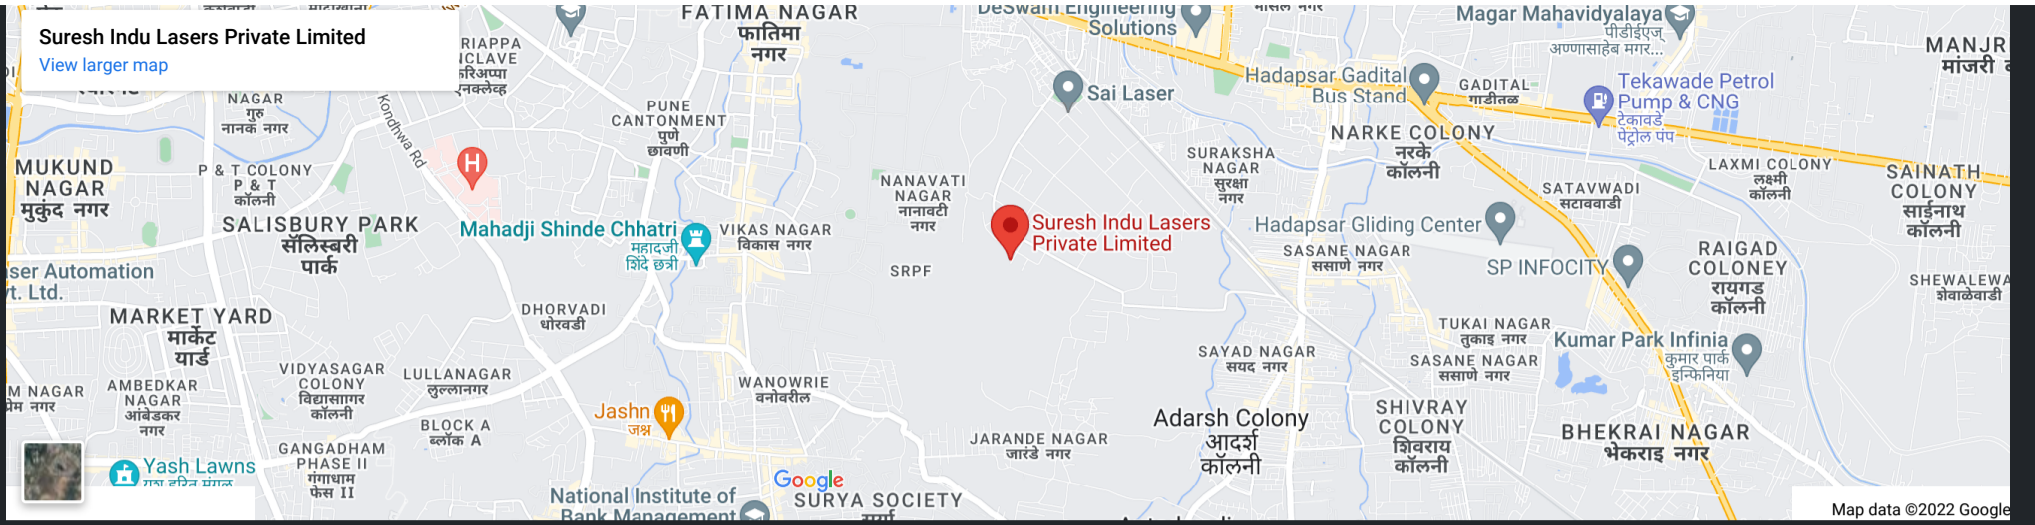 Suresh Indu Lasers Private Limited
View larger map
FATIMA NAGAR
फातिमा
नगर
DeSwam Engineering
Solutions
Magar Mahavidyalaya
पीडीईएज्
अण्णासाहेब मगर...
MANJR
मांजरी
RIAPPA
NCLAVE
करिअप्पा
एनक्लेव्ह
Hadapsar Gadital
Bus Stand
GADITAL
गाडीतळ
Tekawade Petrol
Pump & CNG
टेकावडे
पेट्रोल पंप
Sai Laser
NAGAR
गुरु
नानक नगर
Kondhwa Rd
PUNE
CANTONMENT
पुणे
छावणी
NARKE COLONY
नरके
कॉलनी
H
MUKUND
NAGAR
मुकुंद नगर
P & T COLONY
P & T
कॉलनी
SURAKSHA
NAGAR
सुरक्षा
नगर
LAXMI COLONY
लक्ष्मी
कॉलनी
SAINATH
COLONY
साईनाथ
कॉलनी
NANAVATI
NAGAR
नानावटी
नगर
SATAVWADI
सटाववाडी
SALISBURY PARK
सॅलिस्बरी
पार्क
Mahadji Shinde Chhatri
महादजी
शिंदे छत्री
VIKAS NAGAR
विकास नगर
Suresh Indu Lasers
Private Limited
Hadapsar Gliding Center
SASANE NAGAR
ससाणे नगर
SP INFOCITY
RAIGAD
COLONEY
रायगड
कॉलनी
SRPF
ser Automation
vt. Ltd.
SHEWALEWA
शेवाळेवाडी
MARKET YARD
मार्केट
यार्ड
DHORVADI
धोरवडी
TUKAI NAGAR
तुकाइ नगर
Kumar Park Infinia
कुमार पार्क
इन्फिनिया
SAYAD NAGAR
सयद नगर
SASANE NAGAR
ससाणे नगर
VIDYASAGAR
COLONY
विद्यासागर
कॉलनी
LULLANAGAR
लुल्लानगर
M NAGAR
प्रेम नगर
AMBEDKAR
NAGAR
आंबेडकर
नगर
WANOWRIE
वनोवरील
Jashn
जश्न
BLOCK A
ब्लॉक A
Adarsh Colony
आदर्श
कॉलनी
SHIVRAY
COLONY
शिवराय
कॉलनी
BHEKRAI NAGAR
भेकराइ नगर
JARANDE NAGAR
जारंडे नगर
GANGADHAM
PHASE II
गंगाधाम
फेस II
Yash Lawns
Google
National Institute of
Bank Management
SURYA SOCIETY
Map data ©2022 Google